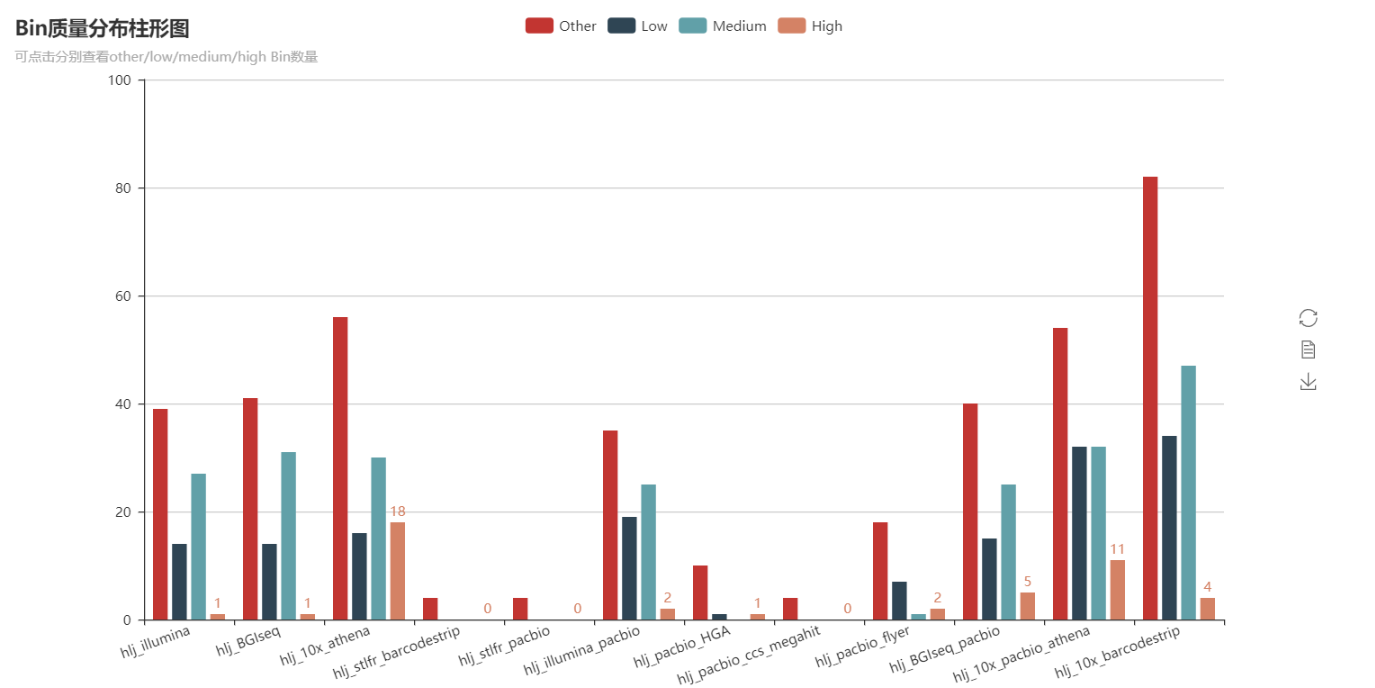 Bin质量分布柱形图
可点击分别查看other/low/medium/high Bin数量
Other Low Medium High
100
80
60
40
20
0
1 1 18 0 0 2 1 0 2 5 11 4
hlj_illumina
hlj_BGIseq
hlj_10x_athena
hlj_stlfr_barcodestrip
hlj_stlfr_pacbio
hlj_illumina_pacbio
hlj_pacbio_HGA
hlj_pacbio_ccs_megahit
hlj_pacbio_flyer
hlj_BGIseq_pacbio
hlj_10x_pacbio_athena
hlj_10x_barcodestrip